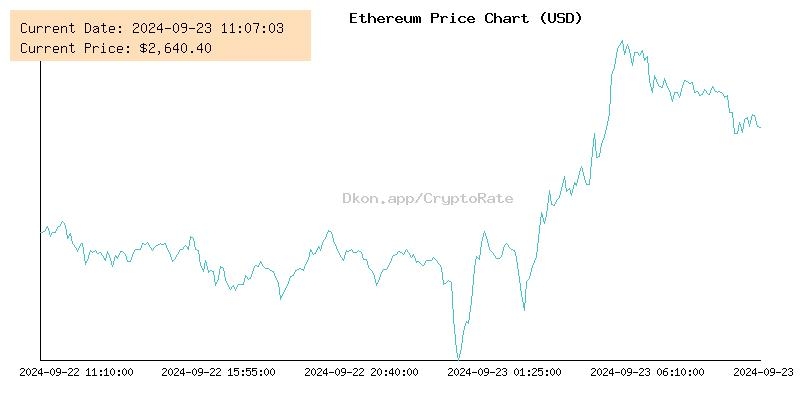 Ethereum Price Chart (USD)
Current Date: 2024-09-23 11:07:03
Current Price: $2,640.40
Dkon.app/CryptoRate
2024-09-22 11:10:00 2024-09-22 15:55:00 2024-09-22 20:40:00 2024-09-23 01:25:00 2024-09-23 06:10:00 2024-09-23